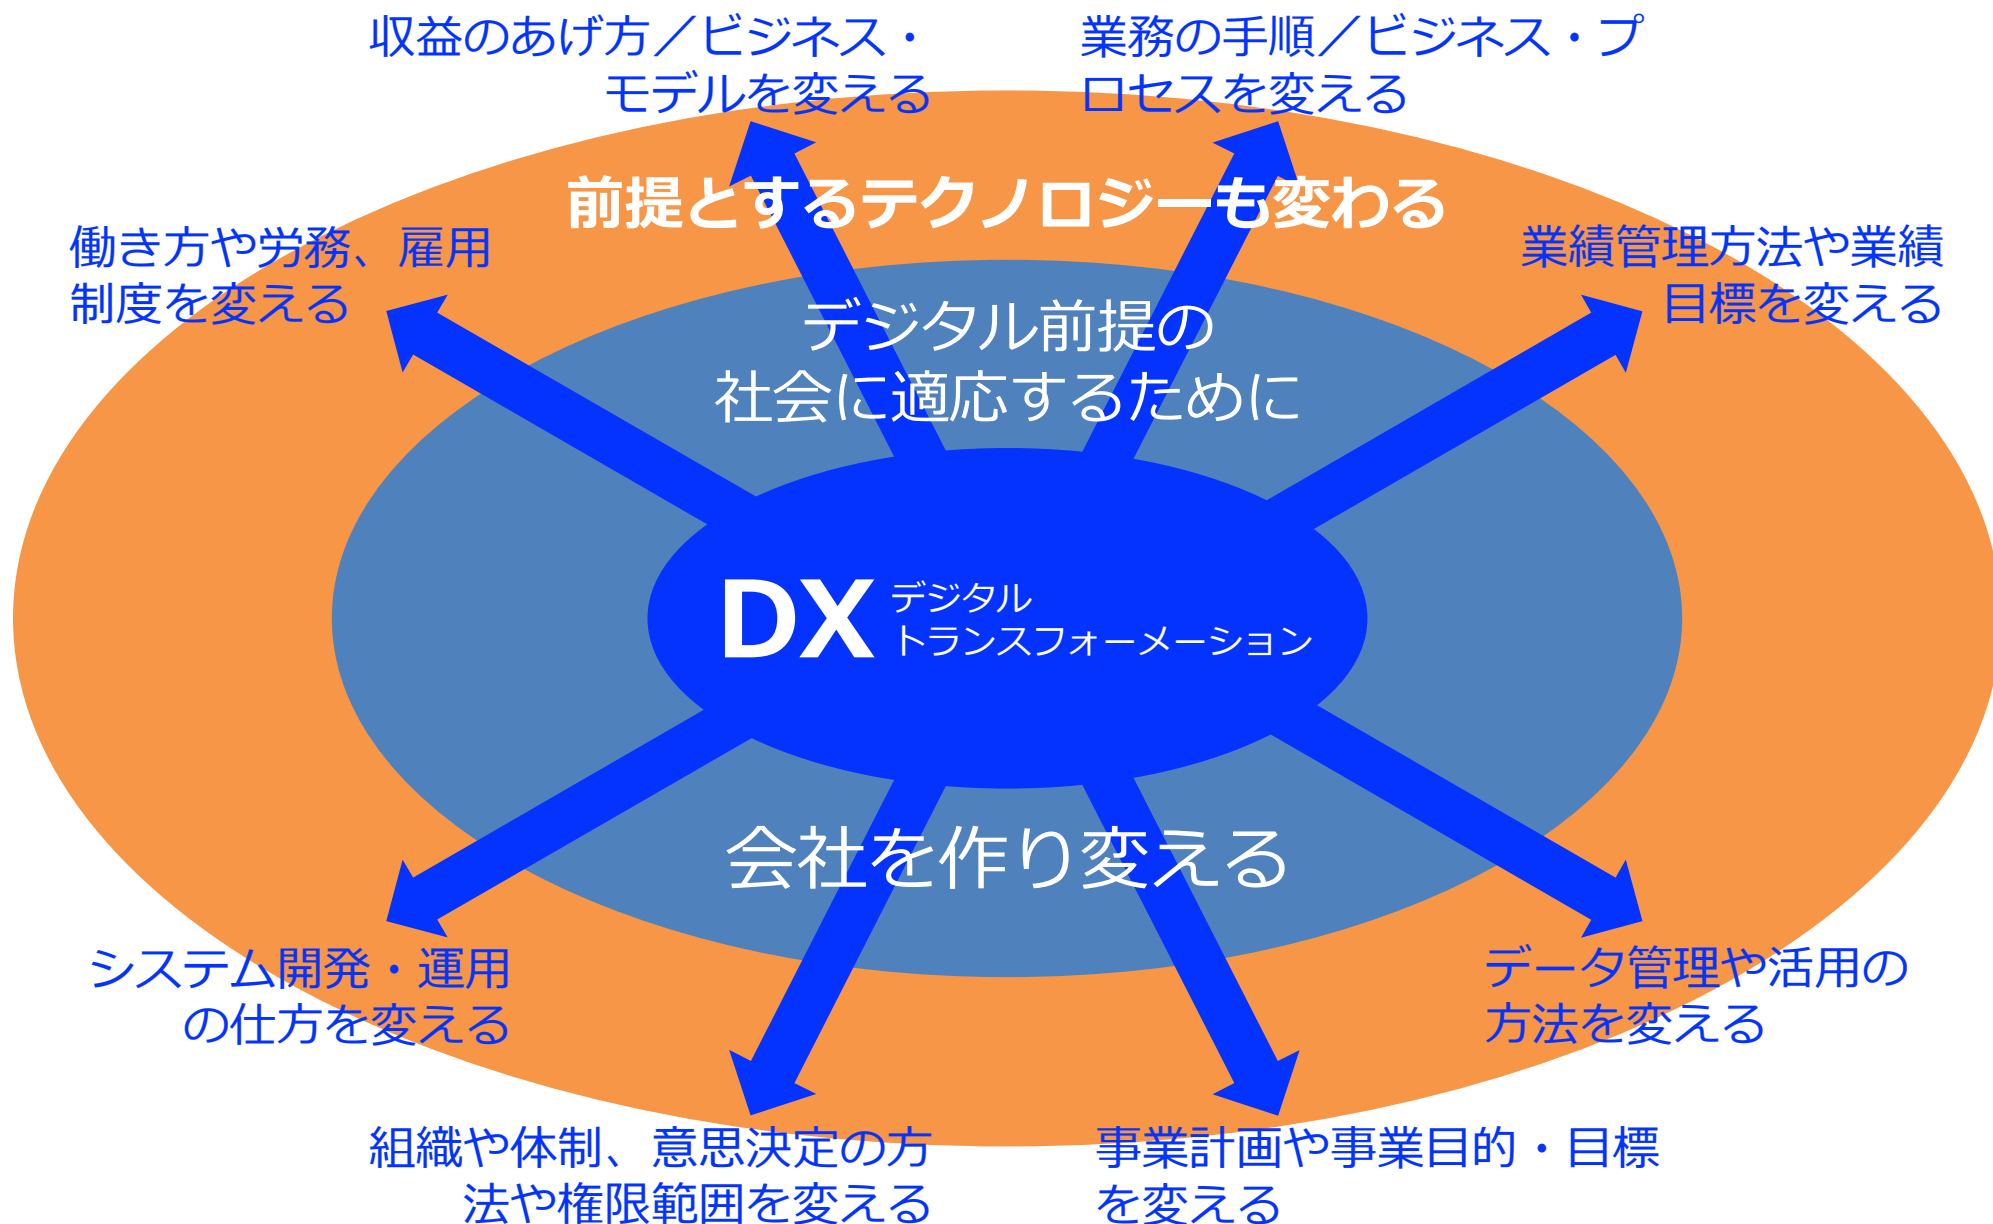 収益のあげ方／ビジネス・
モデルを変える
業務の手順／ビジネス・プ
ロセスを変える
前提とするテクノロジーも変わる
働き方や労務、雇用
制度を変える
業績管理方法や業績
目標を変える
デジタル前提の
社会に適応するために
DX
デジタル
トランスフォーメーション
会社を作り変える
システム開発・運用
の仕方を変える
データ管理や活用の
方法を変える
組織や体制、意思決定の方
法や権限範囲を変える
事業計画や事業目的・目標
を変える